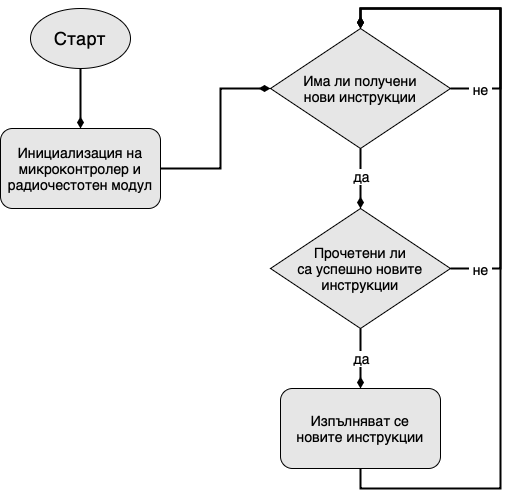 Старт
Инициализация на
микроконтролер и
радиочестотен модул
Има ли получени
нови инструкции
не
да
Прочетени ли
са успешно новите
инструкции
не
да
Изпълняват се
новите инструкции